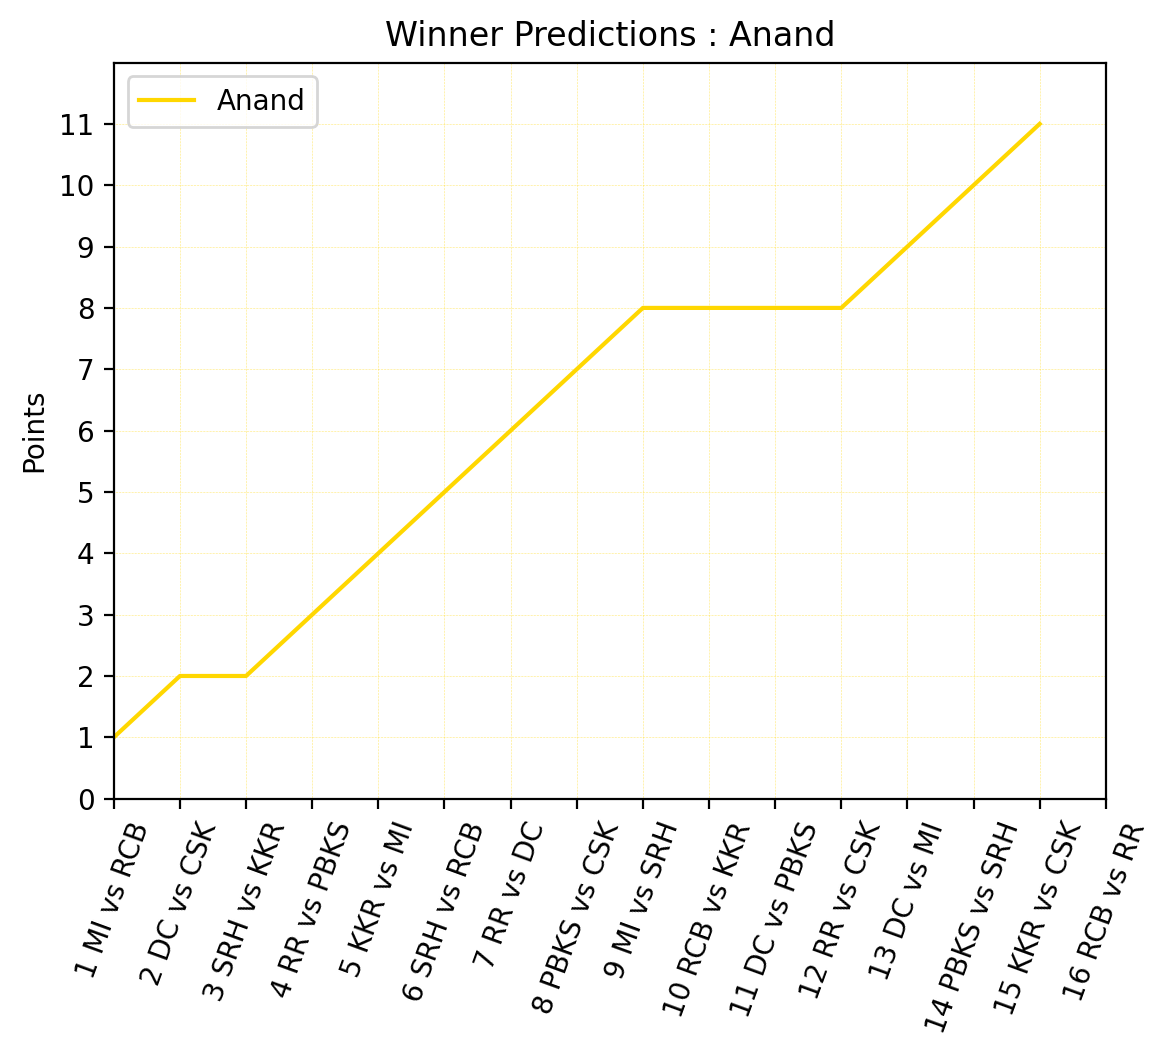 Winner Predictions : Anand
Anand
Points
11
10
9
8
7
6
5
4
3
2
1
0
1 MI vs RCB
2 DC vs CSK
3 SRH vs KKR
4 RR vs PBKS
5 KKR vs MI
6 SRH vs RCB
7 RR vs DC
8 PBKS vs CSK
9 MI vs SRH
10 RCB vs KKR
11 DC vs PBKS
12 RR vs CSK
13 DC vs MI
14 PBKS vs SRH
15 KKR vs CSK
16 RCB vs RR